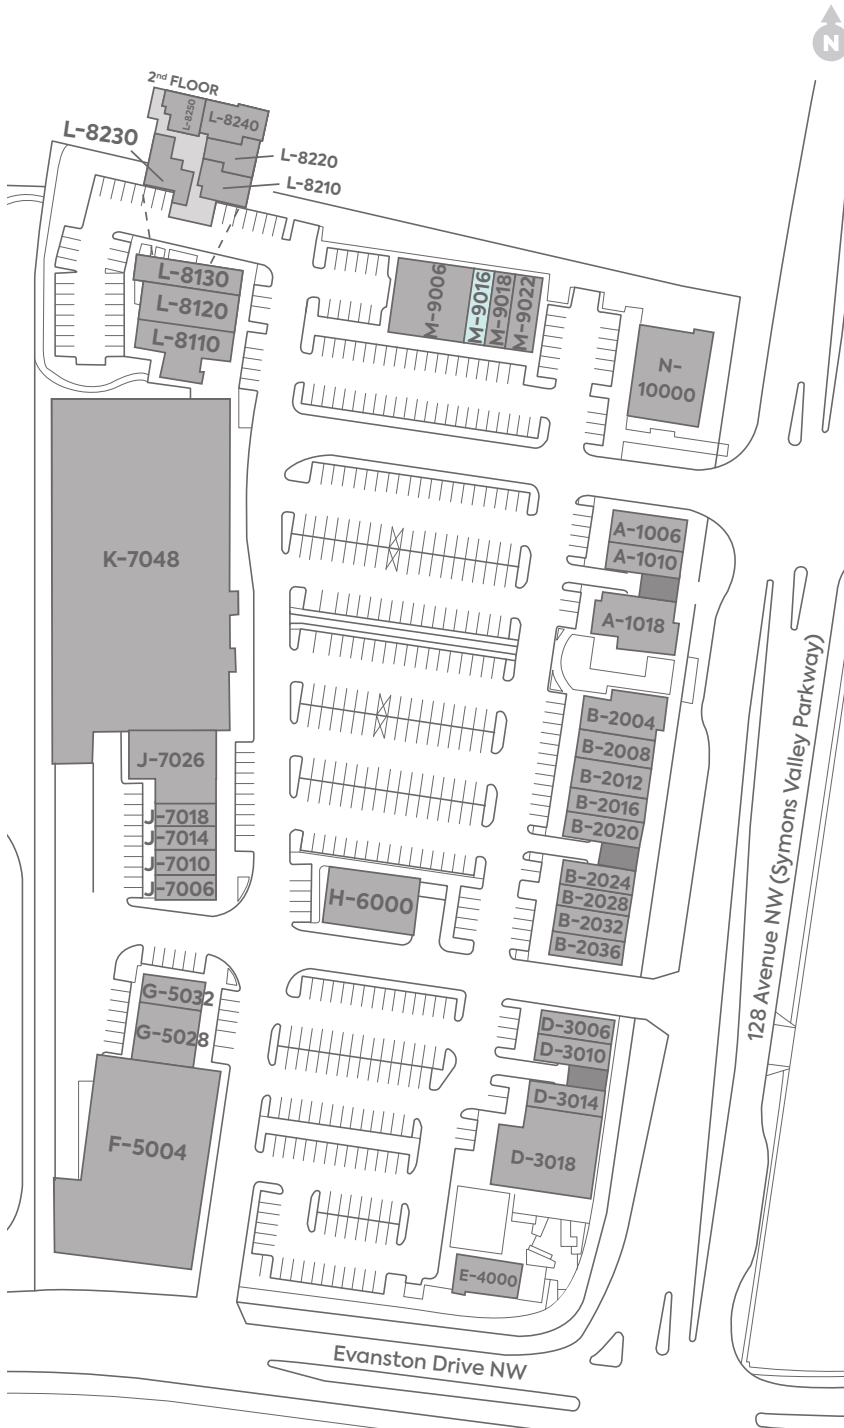 N
2nd FLOOR
L-8250
L-8240
L-8230
L-8220
L-8210
L-8130
L-8120
L-8110
M-9006
M-9016
M-9018
M-9022
N-
10000
K-7048
A-1006
A-1010
A-1018
B-2004
B-2008
B-2012
B-2016
B-2020
B-2024
B-2028
B-2032
B-2036
J-7026
J-7018
J-7014
J-7010
J-7006
H-6000
G-5032
G-5028
F-5004
D-3006
D-3010
D-3014
D-3018
E-4000
128 Avenue NW (Symons Valley Parkway)
Evanston Drive NW